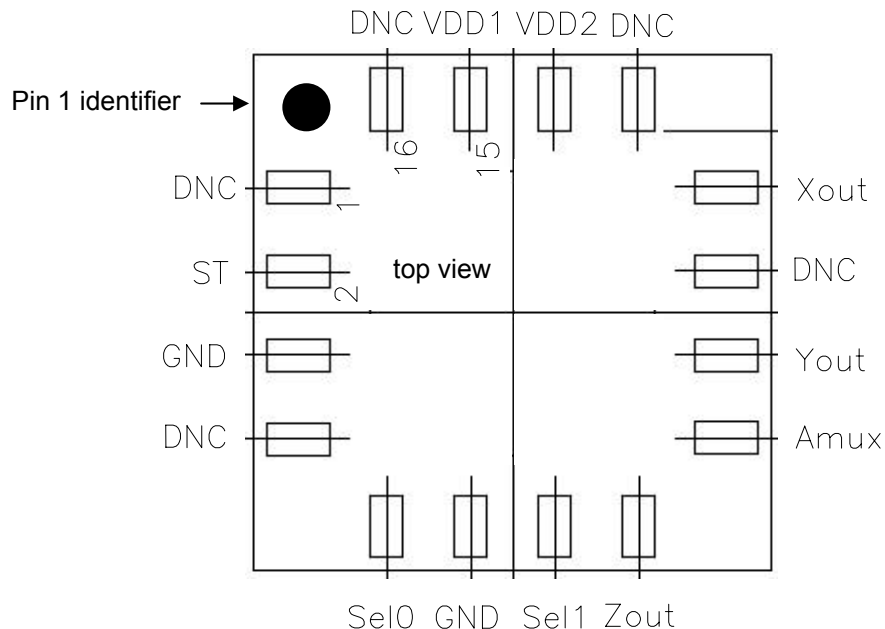 DNC VDD1 VDD2 DNC
Pin 1 identifier
16 15
DNC 1 Xout
ST 2 top view DNC
GND Yout
DNC Amux
Sel0 GND Sel1 Zout